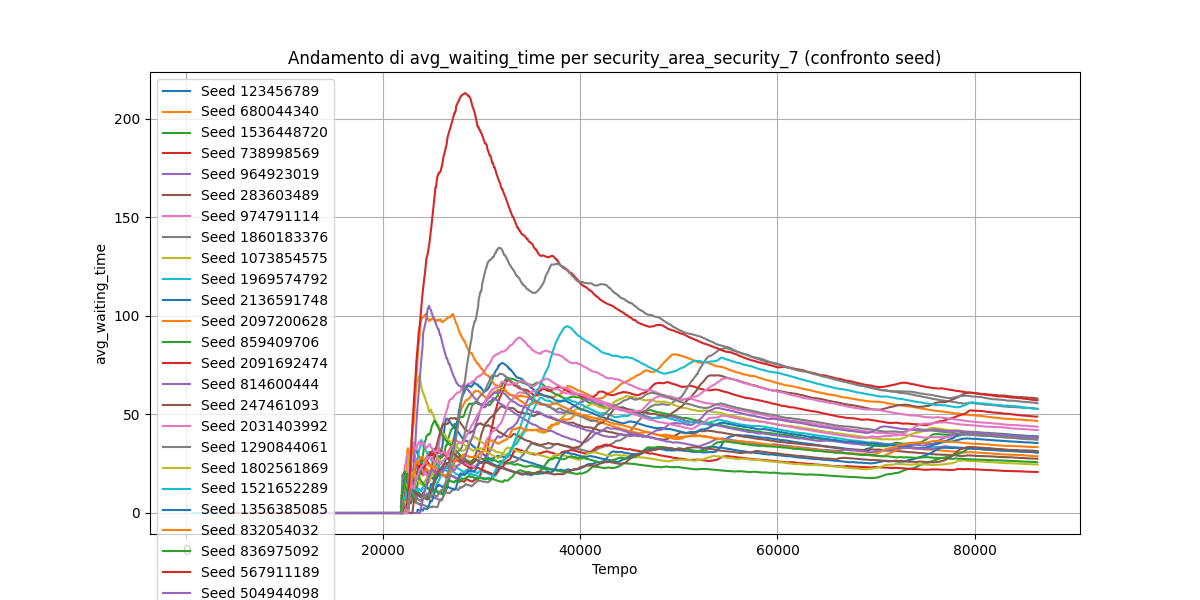 Andamento di avg_waiting_time per security_area_security_7 (confronto seed)
200
150
100
50
0
avg_waiting_time
Seed 123456789
Seed 680044340
Seed 1536448720
Seed 738998569
Seed 964923019
Seed 283603489
Seed 974791114
Seed 1860183376
Seed 1073854575
Seed 1969574792
Seed 2136591748
Seed 2097200628
Seed 859409706
Seed 2091692474
Seed 814600444
Seed 247461093
Seed 2031403992
Seed 1290844061
Seed 1802561869
Seed 1521652289
Seed 1356385085
Seed 832054032
Seed 836975092
Seed 567911189
Seed 504944098
0 20000 40000 60000 80000
Tempo